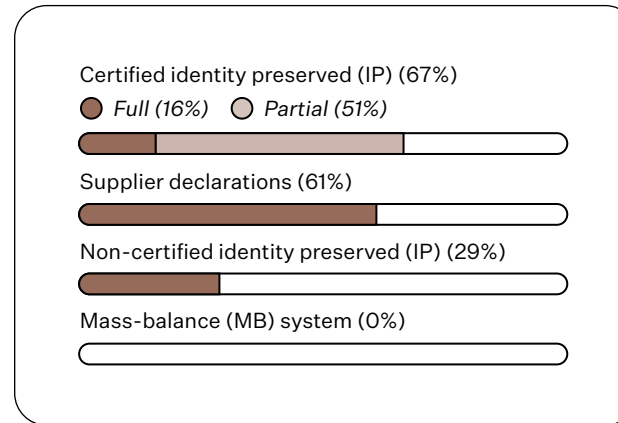 Certified identity preserved (IP) (67%)
Full (16%) Partial (51%)
Supplier declarations (61%)
Non-certified identity preserved (IP) (29%)
Mass-balance (MB) system (0%)